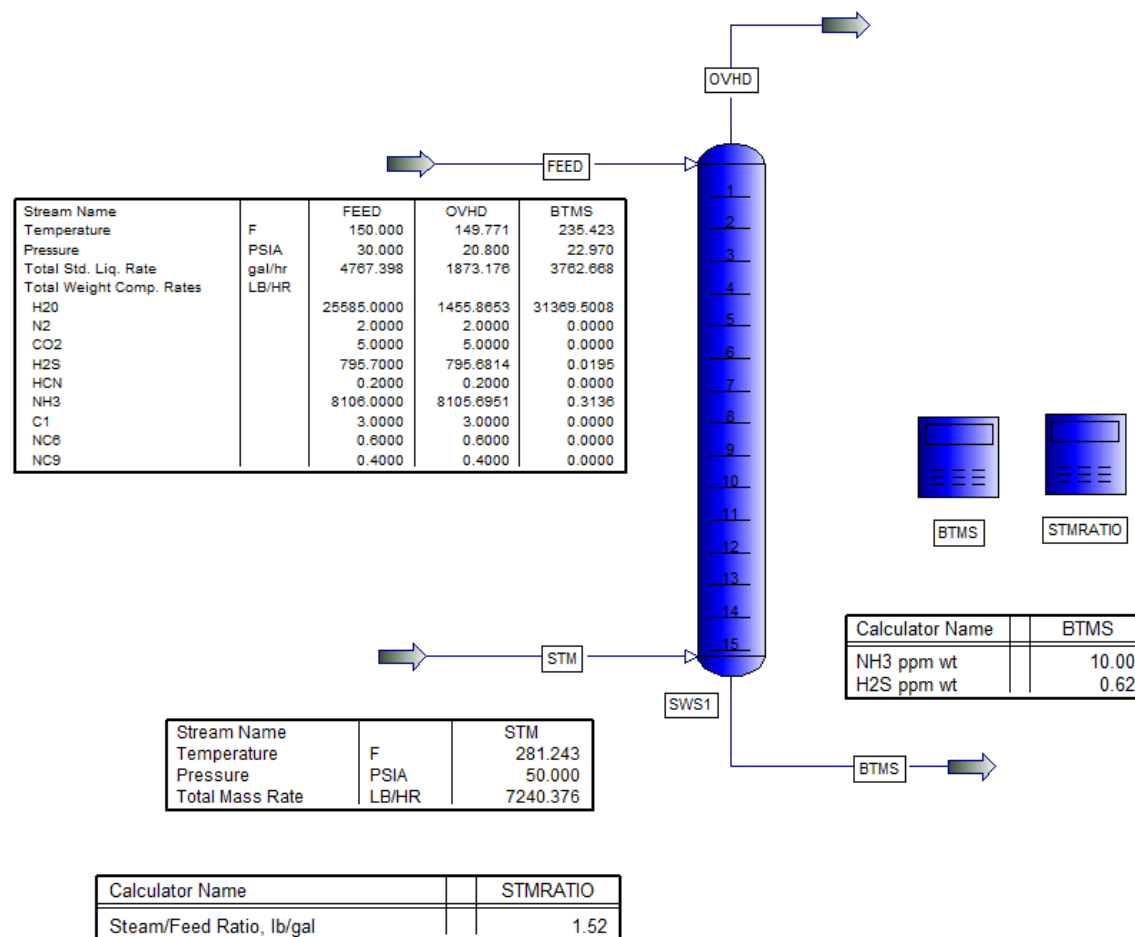 OVHD
FEED
Stream Name FEED OVHD BTMS
Temperature F 150.000 149.771 235.423
Pressure PSIA 30.000 20.800 22.970
Total Std. Liq. Rate gal/hr 4767.398 1873.176 3762.668
Total Weight Comp. Rates LB/HR
H20 25585.0000 1455.8653 31369.5008
N2 2.0000 2.0000 0.0000
CO2 5.0000 5.0000 0.0000
H2S 795.7000 795.6814 0.0195
HCN 0.2000 0.2000 0.0000
NH3 8106.0000 8105.6951 0.3136
C1 3.0000 3.0000 0.0000
NC6 0.6000 0.6000 0.0000
NC9 0.4000 0.4000 0.0000
1
2
3
4
5
6
7
8
9
10
11
12
13
14
15
BTMS
STMRATIO
Calculator Name BTMS
NH3 ppm wt 10.00
H2S ppm wt 0.62
STM
SWS1
BTMS
Stream Name STM
Temperature F 281.243
Pressure PSIA 50.000
Total Mass Rate LB/HR 7240.376
Calculator Name STMRATIO
Steam/Feed Ratio, lb/gal 1.52